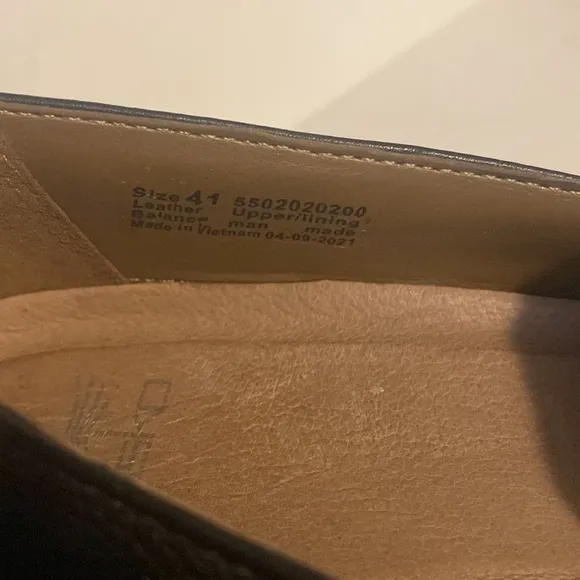 Size 41 5502020200
Leather Upper/lining
Balance man made
Made in Vietnam 04-09-2021